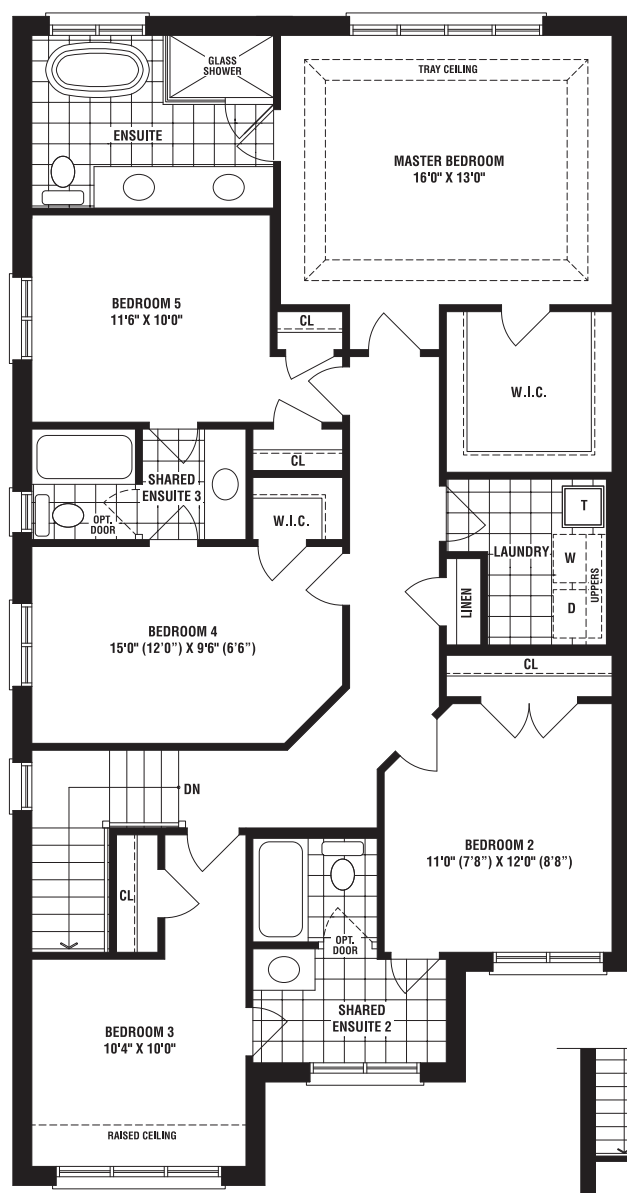 GLASS
SHOWER
TRAY CEILING
ENSUITE
MASTER BEDROOM
16'0" X 13'0"
BEDROOM 5
11'6" X 10'0"
CL
W.I.C.
CL
SHARED
ENSUITE 3
OPT.
DOOR
W.I.C.
T
LAUNDRY
W
UPPERS
D
LINEN
BEDROOM 4
15'0” (12’0”) X 9'6” (6’6”)
CL
DN
BEDROOM 2
11'0” (7’8”) X 12'0” (8’8”)
CL
OPT.
DOOR
SHARED
ENSUITE 2
BEDROOM 3
10'4" X 10'0"
RAISED CEILING